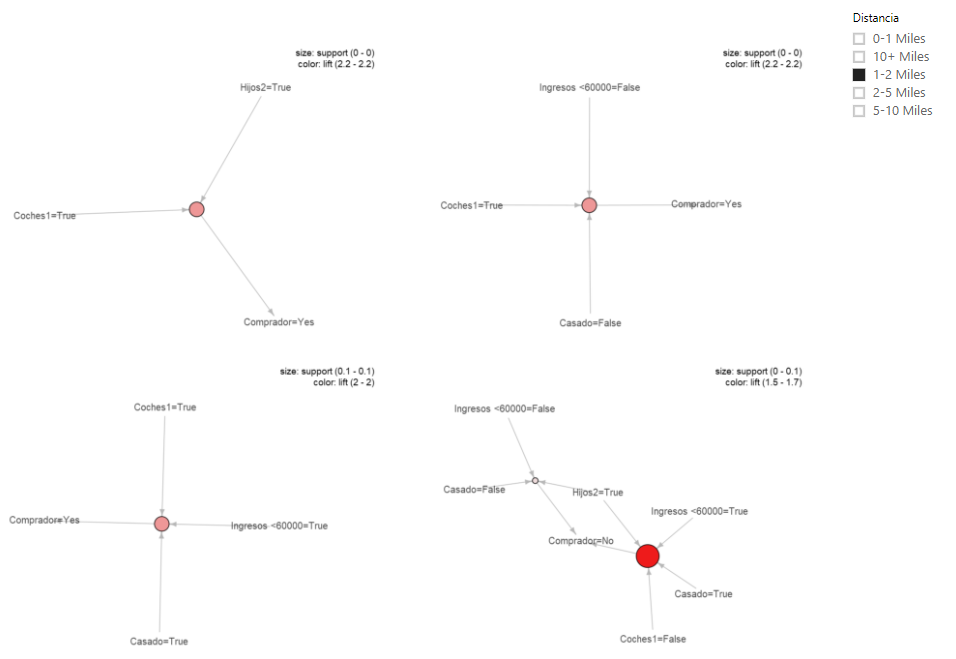 Distancia
0-1 Miles
10+ Miles
1-2 Miles
2-5 Miles
5-10 Miles
size: support (0 - 0)
color: lift (2.2 - 2.2)
Hijos2=True
Coches1=True
Comprador=Yes
size: support (0 - 0)
color: lift (2.2 - 2.2)
Ingresos <60000=False
Coches1=True
Comprador=Yes
Casado=False
size: support (0.1 - 0.1)
color: lift (2 - 2)
Coches1=True
Comprador=Yes
Ingresos <60000=True
Casado=True
size: support (0 - 0.1)
color: lift (1.5 - 1.7)
Ingresos <60000=False
Casado=False
Hijos2=True
Ingresos <60000=True
Comprador=No
Casado=True
Coches1=False